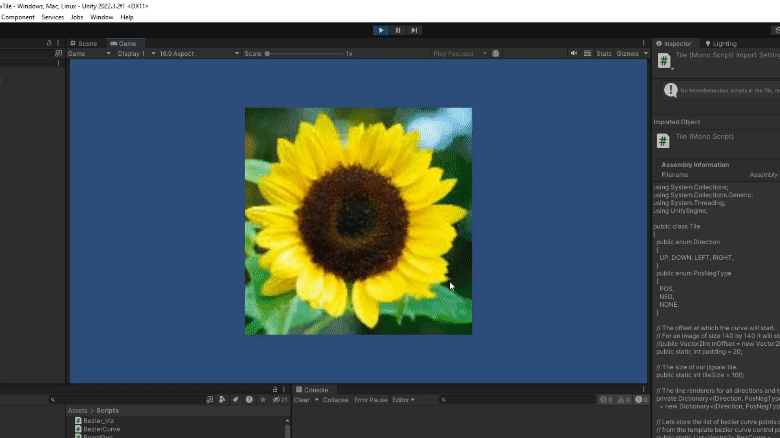 Tile - Windows, Mac, Linux - Unity 2022.3.2f1 <DX11>
Component Services Jobs Window Help
Scene Game
Game Display 1 16:9 Aspect Scale 1x Play Focused Stats Gizmos
Inspector Lighting
Tile (Mono Script) Import Settin
No MonoBehaviour scripts in the file, or
Imported Object
Tile (Mono Script)
Assembly Information
Filename Assembly-
using System.Collections;
using System.Collections.Generic;
using System.Threading;
using UnityEngine;
public class Tile
{
public enum Direction
{
UP, DOWN, LEFT, RIGHT,
}
public enum PosNegType
{
POS,
NEG,
NONE,
}
// The offset at which the curve will start.
// For an image of size 140 by 140 it will st
//public Vector2Int mOffset = new Vector2I
public static int padding = 20;
// The size of our jigsaw tile.
public static int tileSize = 100;
// The line renderers for all directions and ty
private Dictionary<(Direction, PosNegType
= new Dictionary<(Direction, PosNegTyp
// Lets store the list of bezier curve points
// from the template bezier curve control po
21
Assets > Scripts
Bezier_Viz
BezierCurve
Console
Clear Collapse Error Pause Editor
0 0 0